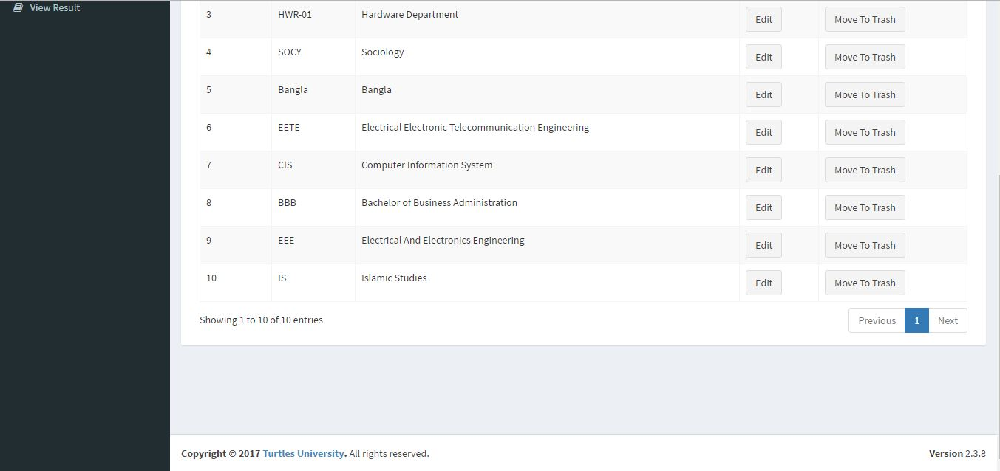 View Result
3 HWR-01 Hardware Department Edit Move To Trash
4 SOCY Sociology Edit Move To Trash
5 Bangla Bangla Edit Move To Trash
6 EETE Electrical Electronic Telecommunication Engineering Edit Move To Trash
7 CIS Computer Information System Edit Move To Trash
8 BBB Bachelor of Business Administration Edit Move To Trash
9 EEE Electrical And Electronics Engineering Edit Move To Trash
10 IS Islamic Studies Edit Move To Trash
Showing 1 to 10 of 10 entries Previous 1 Next
Copyright © 2017 Turtles University. All rights reserved. Version 2.3.8